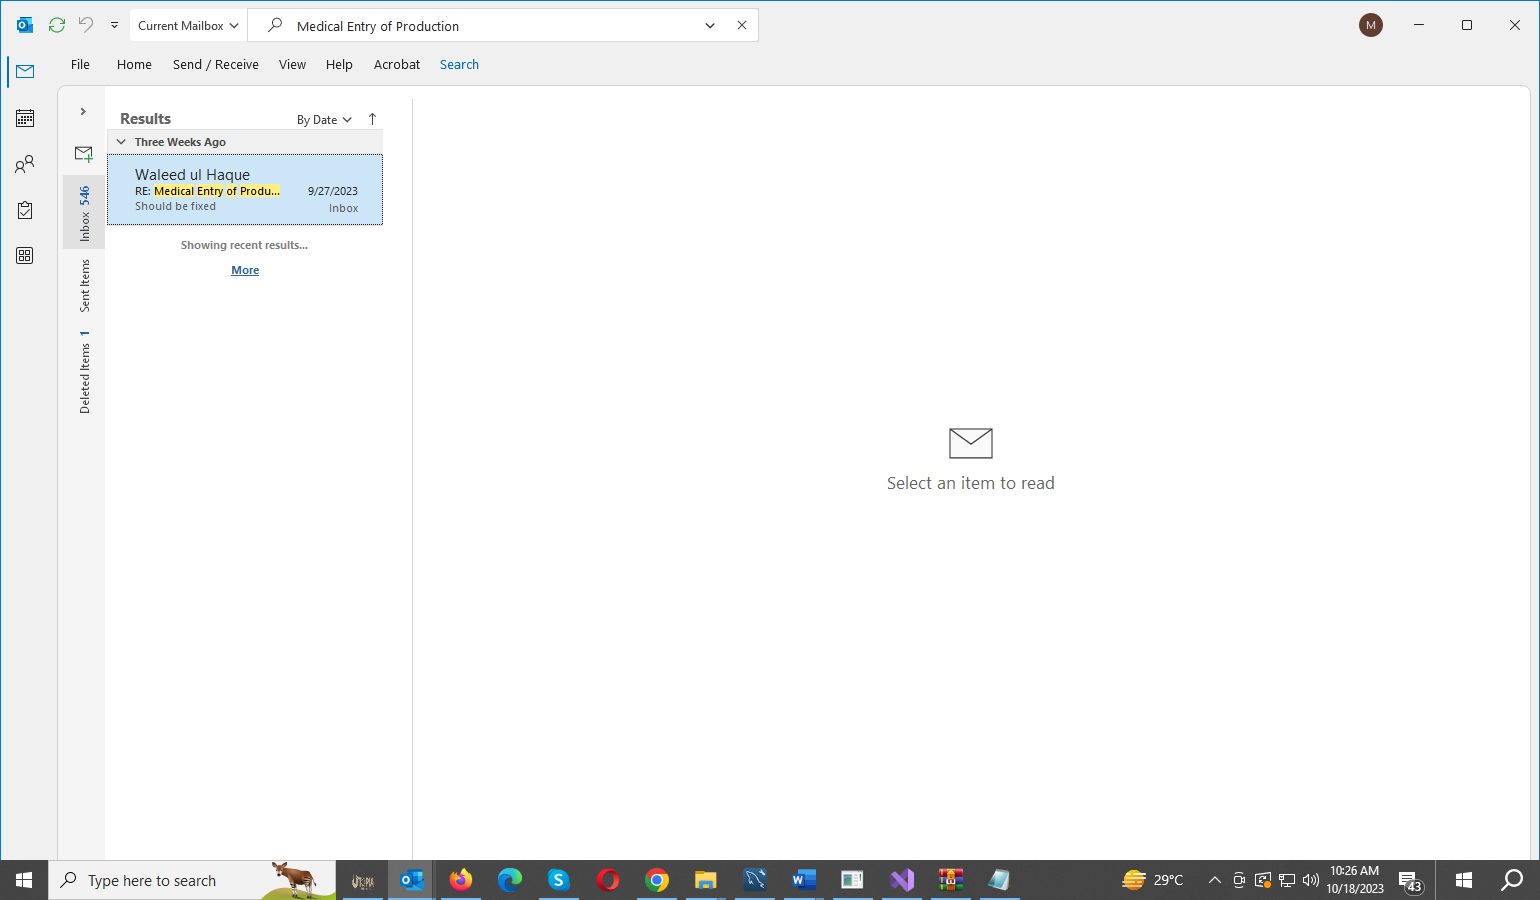 Current Mailbox
Medical Entry of Production
M
File Home Send / Receive View Help Acrobat Search
Results
By Date
Three Weeks Ago
Waleed ul Haque
RE: Medical Entry of Produ... 9/27/2023
Should be fixed Inbox
Showing recent results...
More
Inbox 546
Sent Items
Deleted Items 1
Select an item to read
Type here to search
UTOPIA
29°C
10:26 AM
10/18/2023
43